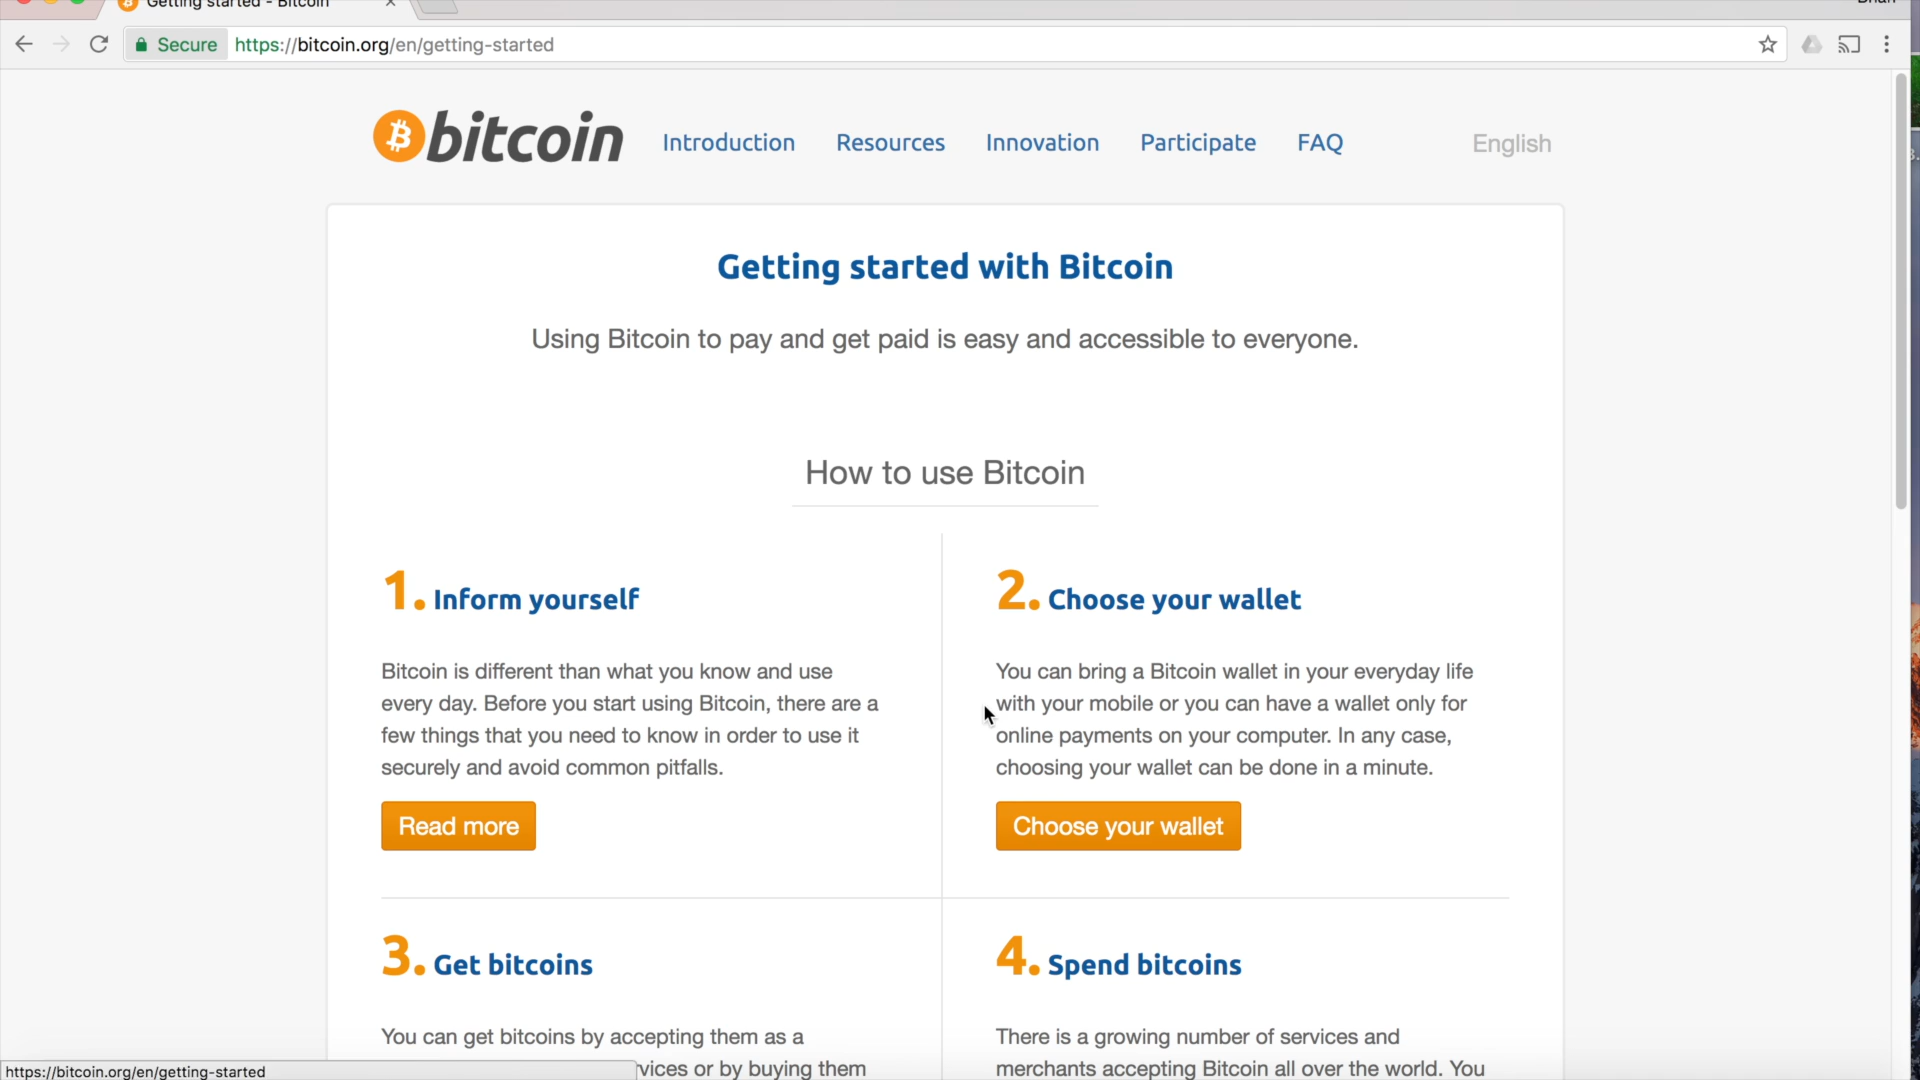 Getting started - Bitcoin
Secure https://bitcoin.org/en/getting-started
bitcoin Introduction Resources Innovation Participate FAQ English
Getting started with Bitcoin
Using Bitcoin to pay and get paid is easy and accessible to everyone.
How to use Bitcoin
1. Inform yourself
Bitcoin is different than what you know and use
every day. Before you start using Bitcoin, there are a
few things that you need to know in order to use it
securely and avoid common pitfalls.
Read more
2. Choose your wallet
You can bring a Bitcoin wallet in your everyday life
with your mobile or you can have a wallet only for
online payments on your computer. In any case,
choosing your wallet can be done in a minute.
Choose your wallet
3. Get bitcoins
You can get bitcoins by accepting them as a
vices or by buying them
4. Spend bitcoins
There is a growing number of services and
merchants accepting Bitcoin all over the world. You
https://bitcoin.org/en/getting-started